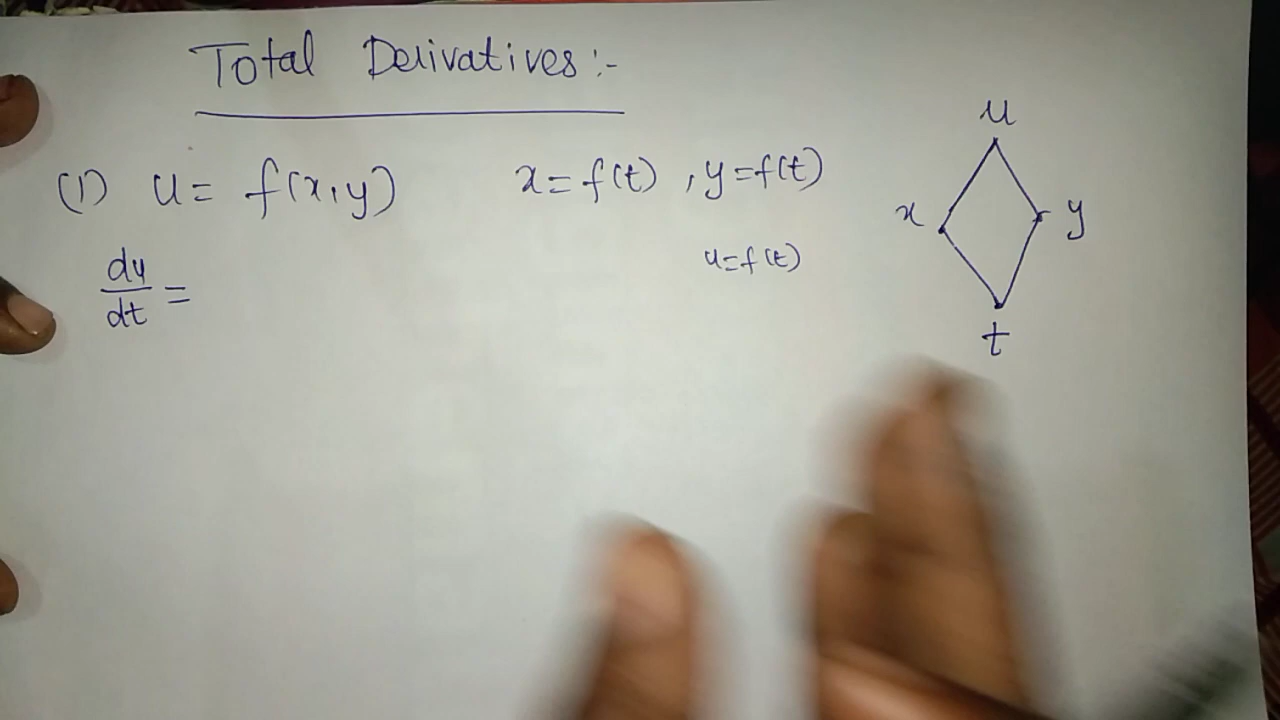 Total Derivatives :-
(1) u = f(x,y) x = f(t) , y = f(t)
u = f(t)
du/dt =
u
x y
t